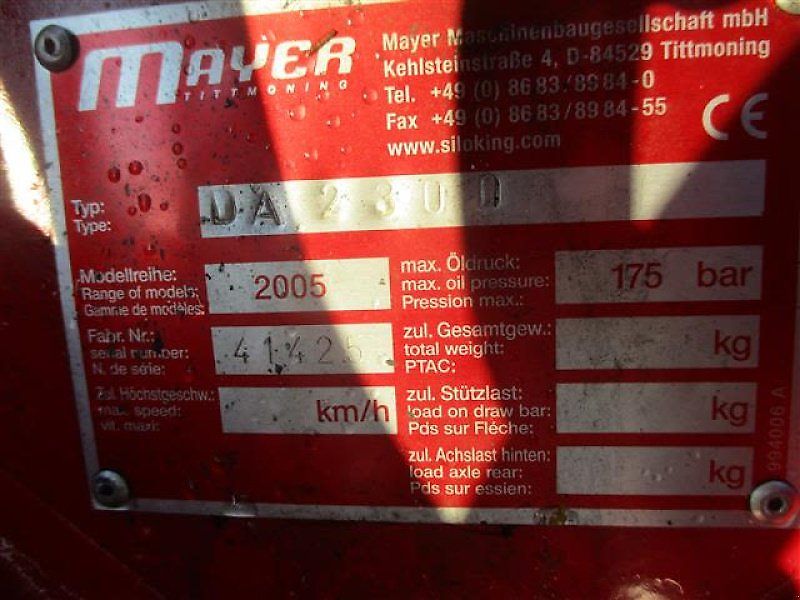 MAYER
TITTMONING
Mayer Maschinenbaugesellschaft mbH
Kehlsteinstraße 4, D-84529 Tittmoning
Tel. +49 (0) 86 83 / 89 84 - 0
Fax +49 (0) 86 83 / 89 84 - 55
www.siloking.com
CE
Typ:
Type:
DA 2300
Modellreihe:
Range of models:
Gamme de modéles:
2005
max. Öldruck:
max. oil pressure:
Pression max.:
175 bar
Fabr. Nr.:
serial number:
N. de série:
41425
zul. Gesamtgew.:
total weight:
PTAC:
kg
Zul. Höchstgeschw.:
max. speed:
vit. maxi:
km/h
zul. Stützlast:
load on draw bar:
Pds sur Fléche:
kg
zul. Achslast hinten:
load axle rear:
Pds sur essien:
kg
994006 A